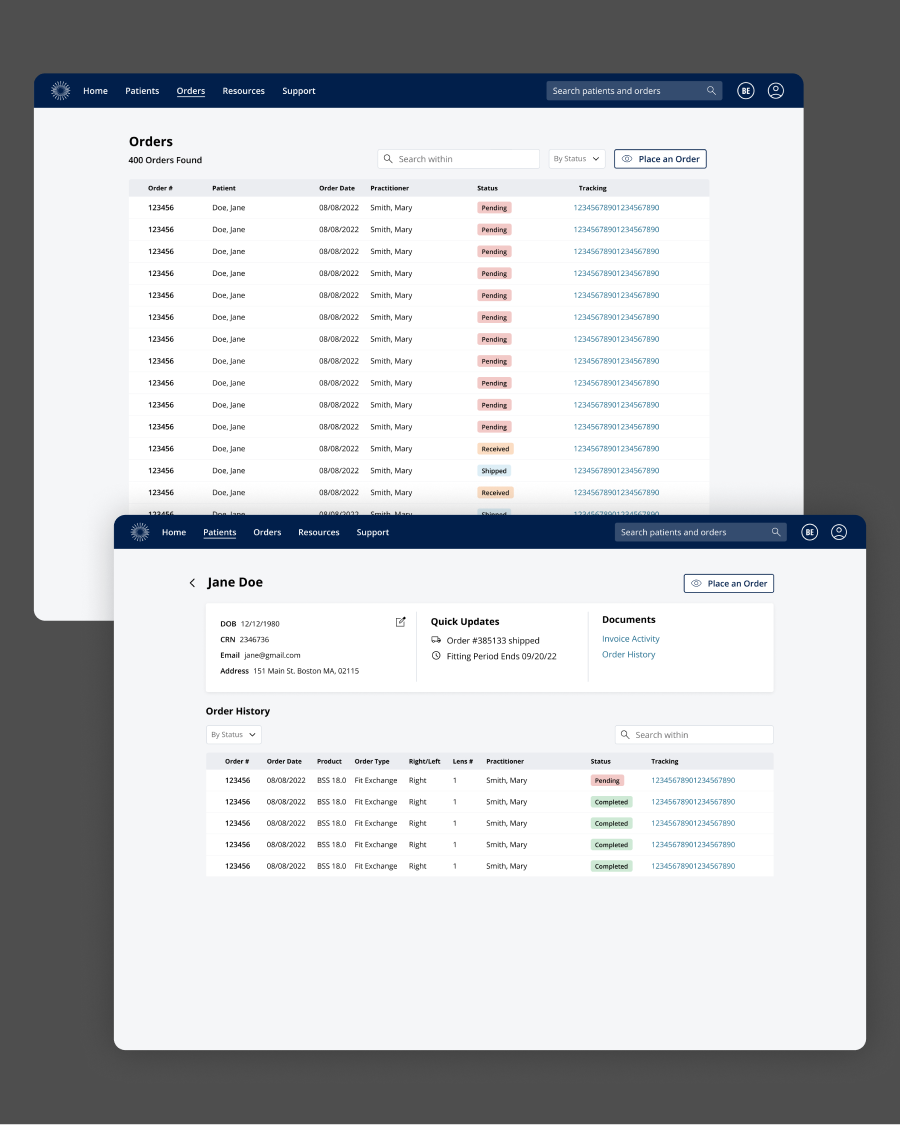 Home Patients Orders Resources Support Search patients and orders BE
Orders
400 Orders Found
Search within By Status Place an Order
Order # Patient Order Date Practitioner Status Tracking
123456 Doe, Jane 08/08/2022 Smith, Mary Pending 12345678901234567890
123456 Doe, Jane 08/08/2022 Smith, Mary Pending 12345678901234567890
123456 Doe, Jane 08/08/2022 Smith, Mary Pending 12345678901234567890
123456 Doe, Jane 08/08/2022 Smith, Mary Pending 12345678901234567890
123456 Doe, Jane 08/08/2022 Smith, Mary Pending 12345678901234567890
123456 Doe, Jane 08/08/2022 Smith, Mary Pending 12345678901234567890
123456 Doe, Jane 08/08/2022 Smith, Mary Pending 12345678901234567890
123456 Doe, Jane 08/08/2022 Smith, Mary Pending 12345678901234567890
123456 Doe, Jane 08/08/2022 Smith, Mary Pending 12345678901234567890
123456 Doe, Jane 08/08/2022 Smith, Mary Pending 12345678901234567890
123456 Doe, Jane 08/08/2022 Smith, Mary Pending 12345678901234567890
123456 Doe, Jane 08/08/2022 Smith, Mary Received 12345678901234567890
123456 Doe, Jane 08/08/2022 Smith, Mary Shipped 12345678901234567890
123456 Doe, Jane 08/08/2022 Smith, Mary Received 12345678901234567890
123456 Doe, Jane 08/08/2022 Smith, Mary Shipped 12345678901234567890
Home Patients Orders Resources Support Search patients and orders BE
Jane Doe Place an Order
DOB 12/12/1980
CRN 2346736
Email jane@gmail.com
Address 151 Main St. Boston MA, 02115
Quick Updates
Order #385133 shipped
Fitting Period Ends 09/20/22
Documents
Invoice Activity
Order History
Order History
By Status Search within
Order # Order Date Product Order Type Right/Left Lens # Practitioner Status Tracking
123456 08/08/2022 BSS 18.0 Fit Exchange Right 1 Smith, Mary Pending 12345678901234567890
123456 08/08/2022 BSS 18.0 Fit Exchange Right 1 Smith, Mary Completed 12345678901234567890
123456 08/08/2022 BSS 18.0 Fit Exchange Right 1 Smith, Mary Completed 12345678901234567890
123456 08/08/2022 BSS 18.0 Fit Exchange Right 1 Smith, Mary Completed 12345678901234567890
123456 08/08/2022 BSS 18.0 Fit Exchange Right 1 Smith, Mary Completed 12345678901234567890